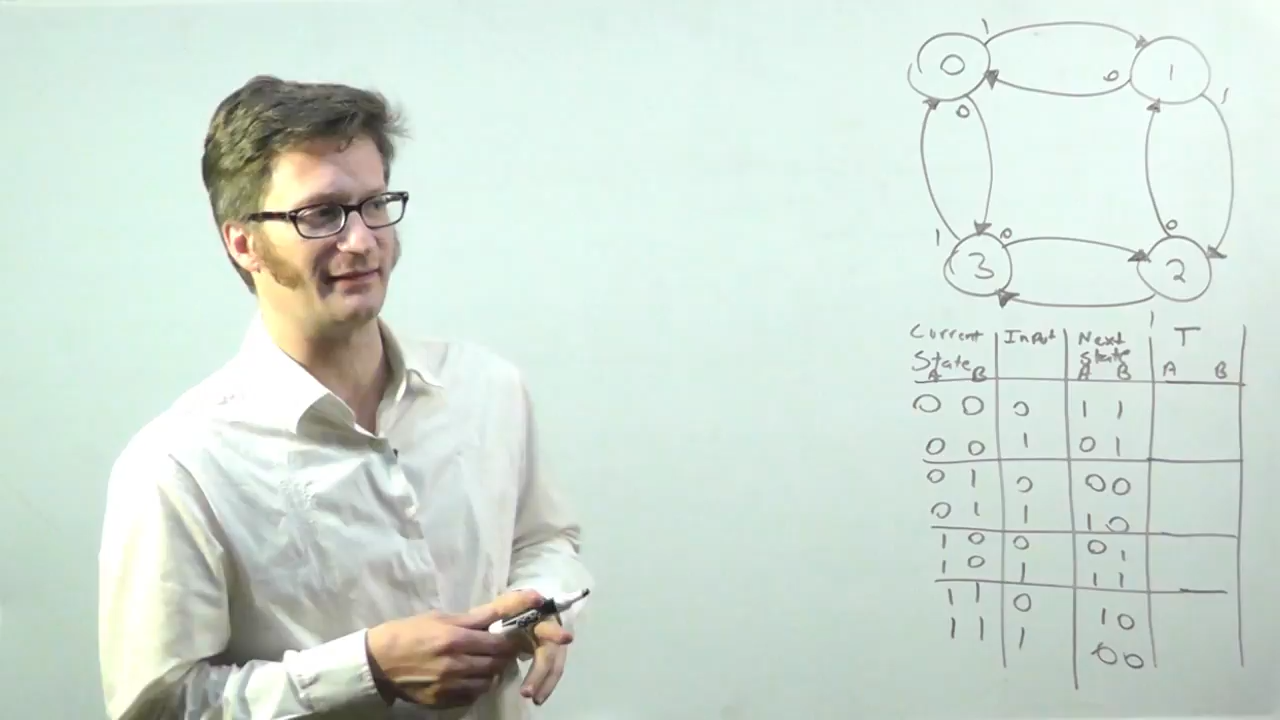 1
0 0 1
1
0
3 0 0 2
1
1
Current State A B Input Next State A B T A B
0 0 0 1 1
0 0 1 0 1
0 1 0 0 0
0 1 1 1 0
1 0 0 0 1
1 0 1 1 1
1 1 0 1 0
1 1 1 0 0